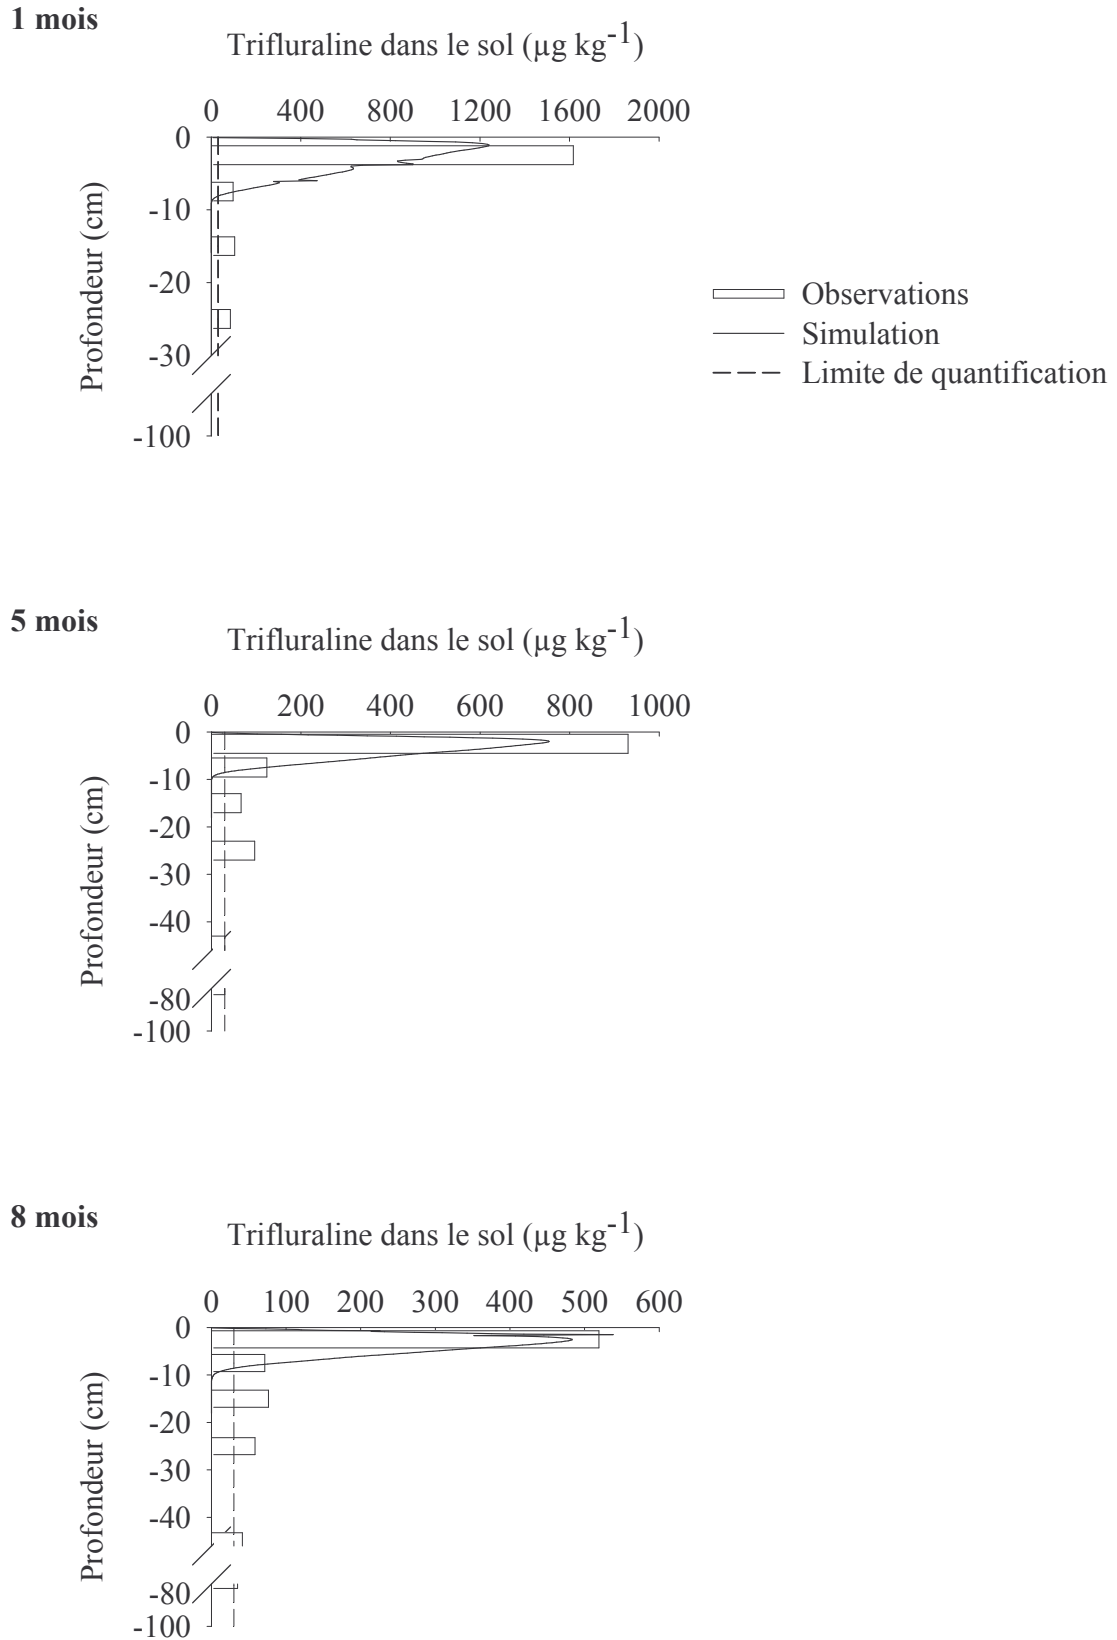 1 mois
Trifluraline dans le sol (µg kg-1)
0 400 800 1200 1600 2000
0
-10
-20
-30
-100
Profondeur (cm)
Observations
Simulation
Limite de quantification
5 mois
Trifluraline dans le sol (µg kg-1)
0 200 400 600 800 1000
0
-10
-20
-30
-40
-80
-100
Profondeur (cm)
8 mois
Trifluraline dans le sol (µg kg-1)
0 100 200 300 400 500 600
0
-10
-20
-30
-40
-80
-100
Profondeur (cm)